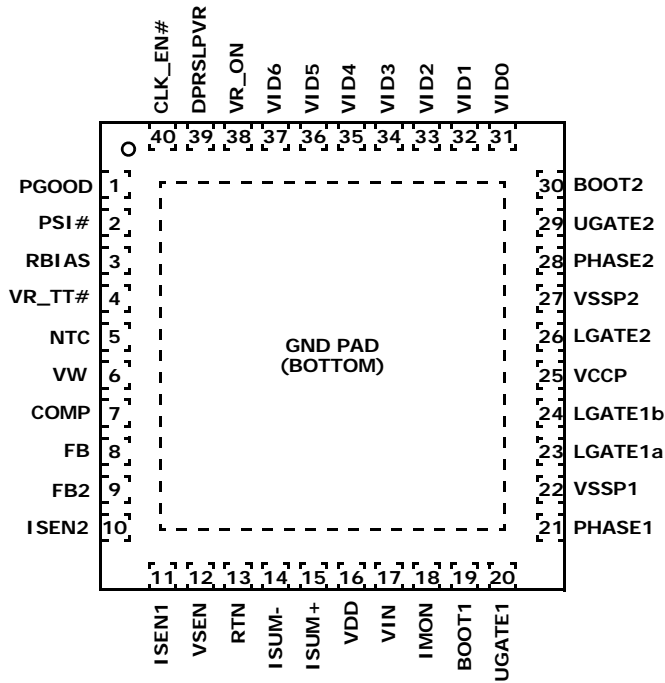 CLK_EN#
DPRSLPVR
VR_ON
VID6
VID5
VID4
VID3
VID2
VID1
VID0
40 39 38 37 36 35 34 33 32 31
PGOOD 1
PSI# 2
RBIAS 3
VR_TT# 4
NTC 5
VW 6
COMP 7
FB 8
FB2 9
ISEN2 10
GND PAD
(BOTTOM)
30 BOOT2
29 UGATE2
28 PHASE2
27 VSSP2
26 LGATE2
25 VCCP
24 LGATE1b
23 LGATE1a
22 VSSP1
21 PHASE1
11 12 13 14 15 16 17 18 19 20
ISEN1
VSEN
RTN
ISUM-
ISUM+
VDD
VIN
IMON
BOOT1
UGATE1